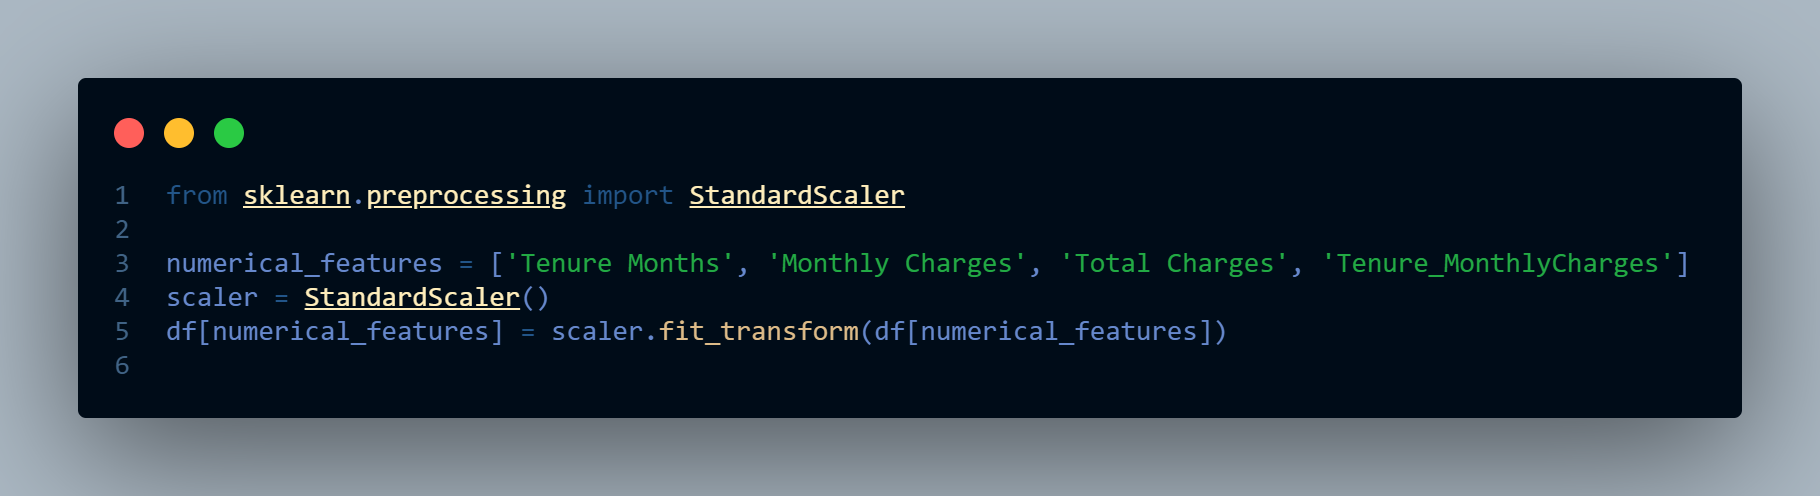 1 from sklearn.preprocessing import StandardScaler
2
3 numerical_features = ['Tenure Months', 'Monthly Charges', 'Total Charges', 'Tenure_MonthlyCharges']
4 scaler = StandardScaler()
5 df[numerical_features] = scaler.fit_transform(df[numerical_features])
6